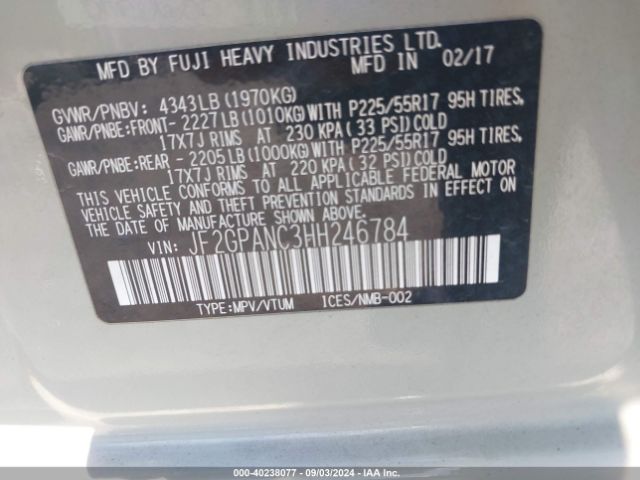 MFD BY FUJI HEAVY INDUSTRIES LTD.
MFD IN 02/17
GVWR/PNBV: 4343LB(1970KG)
GAWR/PNBE:FRONT- 2227LB(1010KG)WITH P225/55R17 95H TIRES,
17X7J RIMS AT 230 KPA( 33 PSI)COLD
GAWR/PNBE:REAR - 2205LB(1000KG)WITH P225/55R17 95H TIRES,
17X7J RIMS AT 220 KPA( 32 PSI)COLD
THIS VEHICLE CONFORMS TO ALL APPLICABLE FEDERAL MOTOR
VEHICLE SAFETY AND THEFT PREVENTION STANDARDS IN EFFECT ON
THE DATE OF MANUFACTURE SHOWN ABOVE.
VIN: JF2GPANC3HH246784
TYPE:MPV/VTUM ICES/NMB-002
000-40238077 - 09/03/2024 - IAA, Inc.